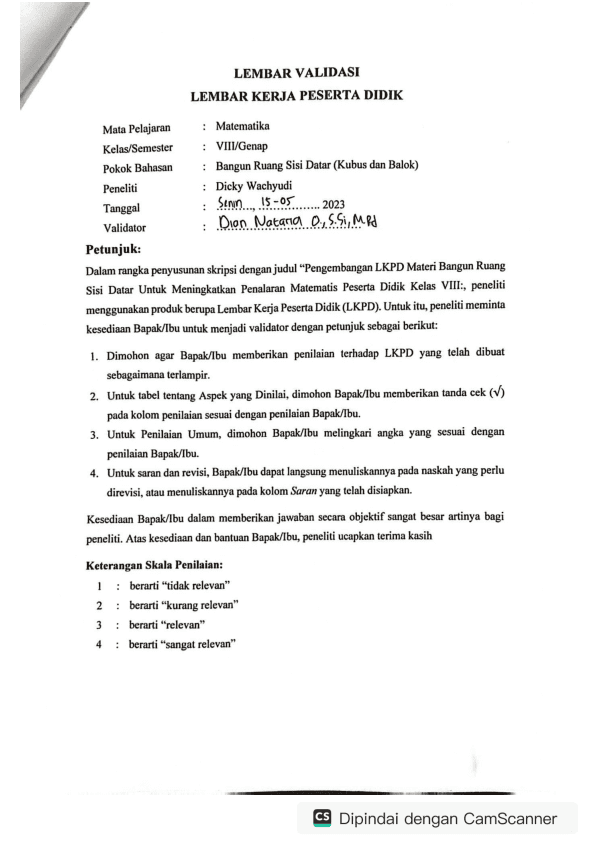 LEMBAR VALIDASI
LEMBAR KERJA PESERTA DIDIK
Mata Pelajaran : Matematika
Kelas/Semester : VIII/Genap
Pokok Bahasan : Bangun Ruang Sisi Datar (Kubus dan Balok)
Peneliti : Dicky Wachyudi
Tanggal : Senin, 15-05 2023
Validator : Dion Nataria O., S.Si, M.Pd
Petunjuk:
Dalam rangka penyusunan skripsi dengan judul “Pengembangan LKPD Materi Bangun Ruang
Sisi Datar Untuk Meningkatkan Penalaran Matematis Peserta Didik Kelas VIII:, peneliti
menggunakan produk berupa Lembar Kerja Peserta Didik (LKPD). Untuk itu, peneliti meminta
kesediaan Bapak/Ibu untuk menjadi validator dengan petunjuk sebagai berikut:
1. Dimohon agar Bapak/Ibu memberikan penilaian terhadap LKPD yang telah dibuat
sebagaimana terlampir.
2. Untuk tabel tentang Aspek yang Dinilai, dimohon Bapak/Ibu memberikan tanda cek (√)
pada kolom penilaian sesuai dengan penilaian Bapak/Ibu.
3. Untuk Penilaian Umum, dimohon Bapak/Ibu melingkari angka yang sesuai dengan
penilaian Bapak/Ibu.
4. Untuk saran dan revisi, Bapak/Ibu dapat langsung menuliskannya pada naskah yang perlu
direvisi, atau menuliskannya pada kolom Saran yang telah disiapkan.
Kesediaan Bapak/Ibu dalam memberikan jawaban secara objektif sangat besar artinya bagi
peneliti. Atas kesediaan dan bantuan Bapak/Ibu, peneliti ucapkan terima kasih
Keterangan Skala Penilaian:
1 : berarti “tidak relevan”
2 : berarti “kurang relevan”
3 : berarti “relevan”
4 : berarti “sangat relevan”
CS Dipindai dengan CamScanner